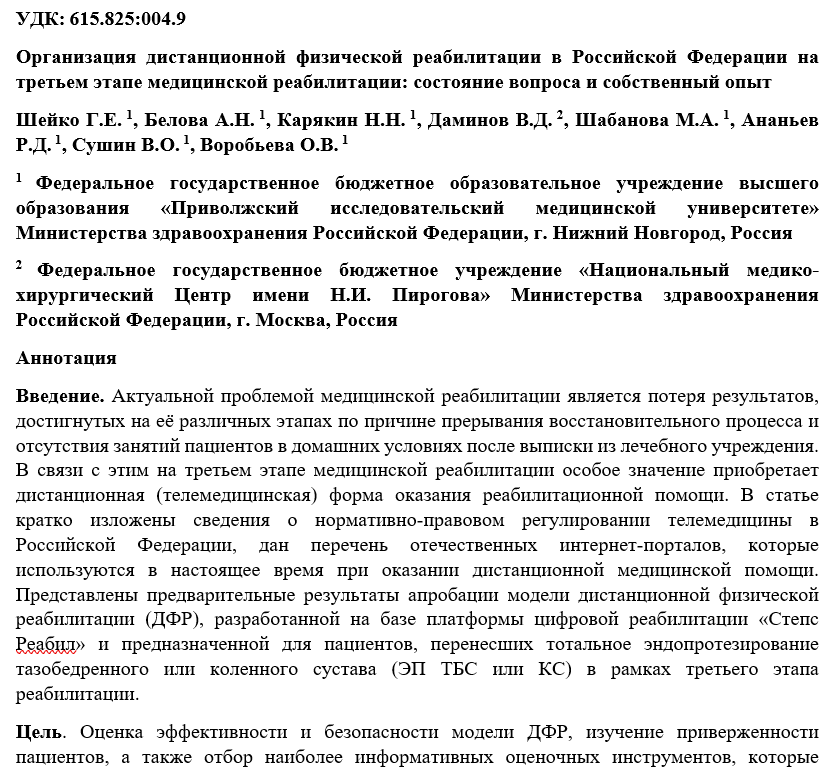 УДК: 615.825:004.9
Организация дистанционной физической реабилитации в Российской Федерации на
третьем этапе медицинской реабилитации: состояние вопроса и собственный опыт
Шейко Г.Е. ¹, Белова А.Н. ¹, Карякин Н.Н. ¹, Даминов В.Д. ², Шабанова М.А. ¹, Ананьев
Р.Д. ¹, Сушин В.О. ¹, Воробьева О.В. ¹
¹ Федеральное государственное бюджетное образовательное учреждение высшего
образования «Приволжский исследовательский медицинской университете»
Министерства здравоохранения Российской Федерации, г. Нижний Новгород, Россия
² Федеральное государственное бюджетное учреждение «Национальный медико-
хирургический Центр имени Н.И. Пирогова» Министерства здравоохранения
Российской Федерации, г. Москва, Россия
Аннотация
Введение. Актуальной проблемой медицинской реабилитации является потеря результатов,
достигнутых на её различных этапах по причине прерывания восстановительного процесса и
отсутствия занятий пациентов в домашних условиях после выписки из лечебного учреждения.
В связи с этим на третьем этапе медицинской реабилитации особое значение приобретает
дистанционная (телемедицинская) форма оказания реабилитационной помощи. В статье
кратко изложены сведения о нормативно-правовом регулировании телемедицины в
Российской Федерации, дан перечень отечественных интернет-порталов, которые
используются в настоящее время при оказании дистанционной медицинской помощи.
Представлены предварительные результаты апробации модели дистанционной физической
реабилитации (ДФР), разработанной на базе платформы цифровой реабилитации «Степс
Реабил» и предназначенной для пациентов, перенесших тотальное эндопротезирование
тазобедренного или коленного сустава (ЭП ТБС или КС) в рамках третьего этапа
реабилитации.
Цель. Оценка эффективности и безопасности модели ДФР, изучение приверженности
пациентов, а также отбор наиболее информативных оценочных инструментов, которые